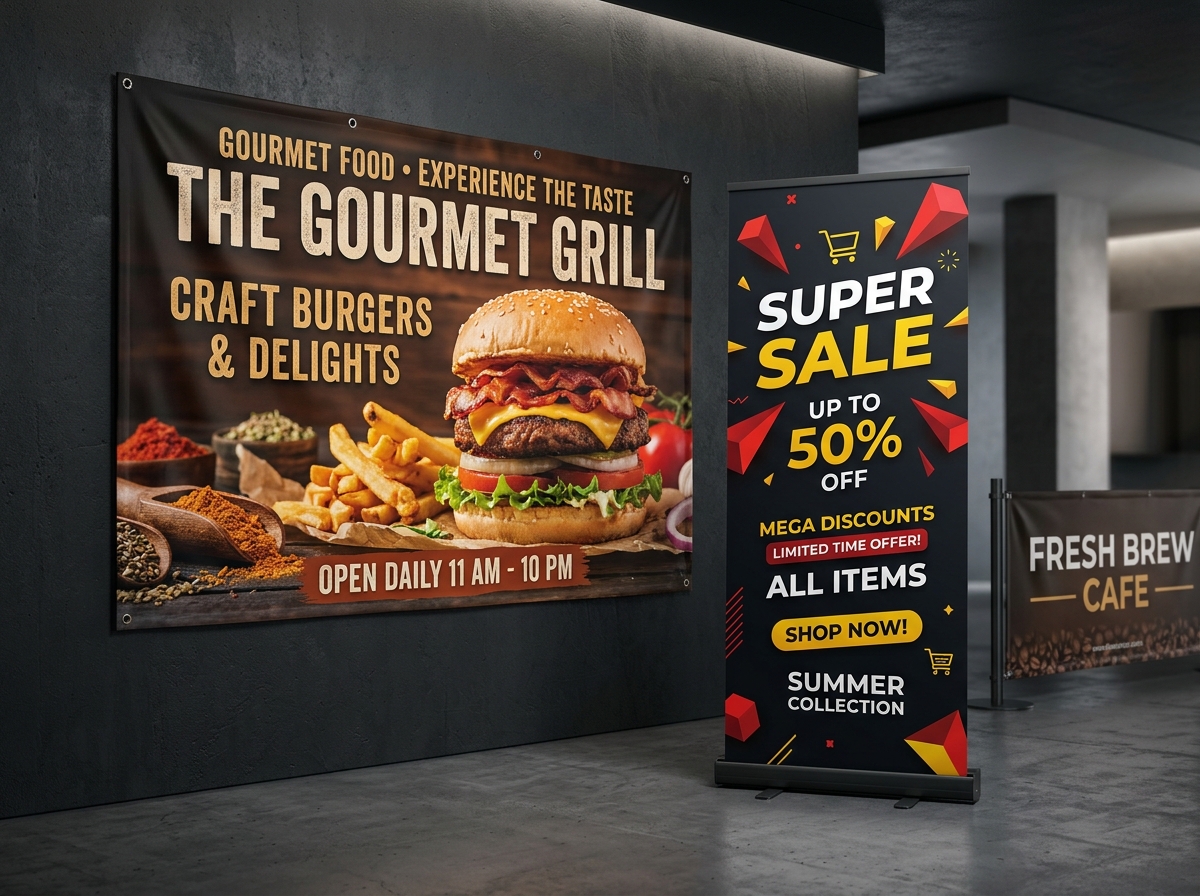 GOURMET FOOD • EXPERIENCE THE TASTE
THE GOURMET GRILL
CRAFT BURGERS
& DELIGHTS
OPEN DAILY 11 AM - 10 PM
SUPER
SALE
UP TO
50%
OFF
MEGA DISCOUNTS
LIMITED TIME OFFER!
ALL ITEMS
SHOP NOW!
SUMMER
COLLECTION
FRESH BREW
CAFE